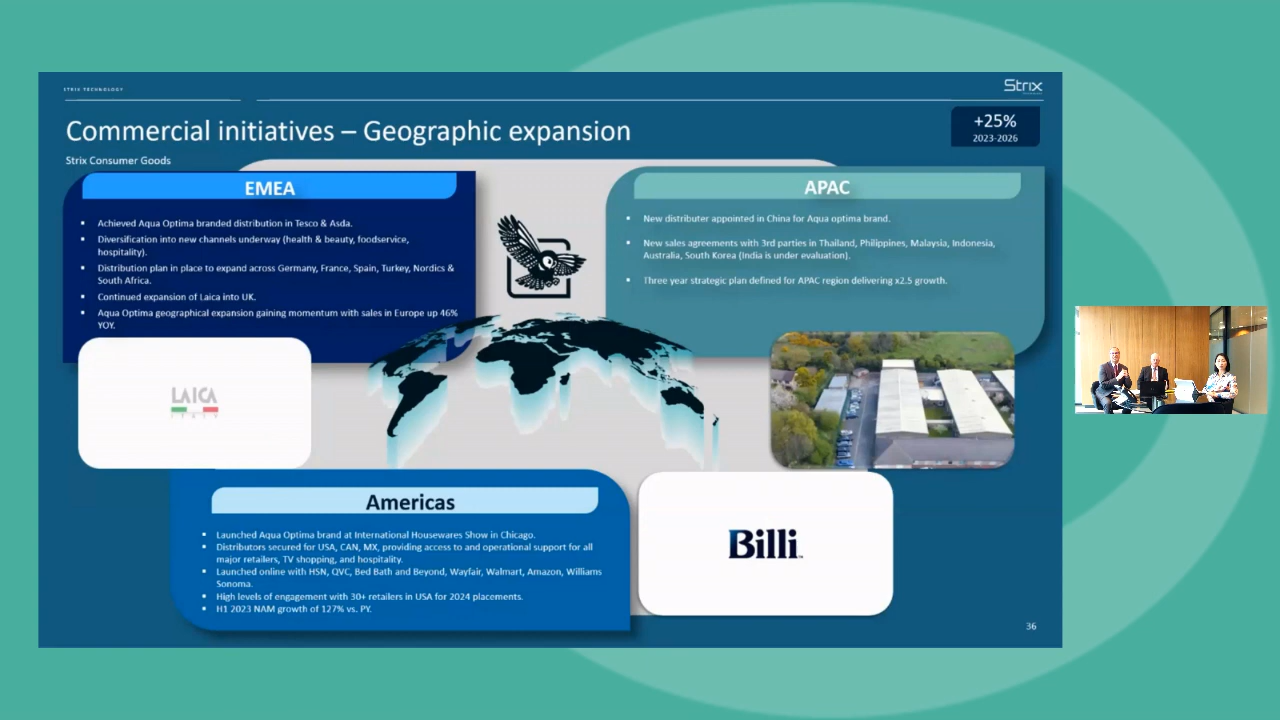 STRIX TECHNOLOGY
Strix
Commercial initiatives – Geographic expansion
+25%
2023-2026
Strix Consumer Goods
EMEA
Achieved Aqua Optima branded distribution in Tesco & Asda.
Diversification into new channels underway (health & beauty, foodservice,
hospitality).
Distribution plan in place to expand across Germany, France, Spain, Turkey, Nordics &
South Africa.
Continued expansion of Laica into UK.
Aqua Optima geographical expansion gaining momentum with sales in Europe up 46%
YOY.
APAC
New distributer appointed in China for Aqua optima brand.
New sales agreements with 3rd parties in Thailand, Philippines, Malaysia, Indonesia,
Australia, South Korea (India is under evaluation).
Three year strategic plan defined for APAC region delivering x2.5 growth.
LAICA
ITALY
Americas
Launched Aqua Optima brand at International Housewares Show in Chicago.
Distributors secured for USA, CAN, MX, providing access to and operational support for all
major retailers, TV shopping, and hospitality.
Launched online with HSN, QVC, Bed Bath and Beyond, Wayfair, Walmart, Amazon, Williams
Sonoma.
High levels of engagement with 30+ retailers in USA for 2024 placements.
H1 2023 NAM growth of 127% vs. PY.
Billi
36